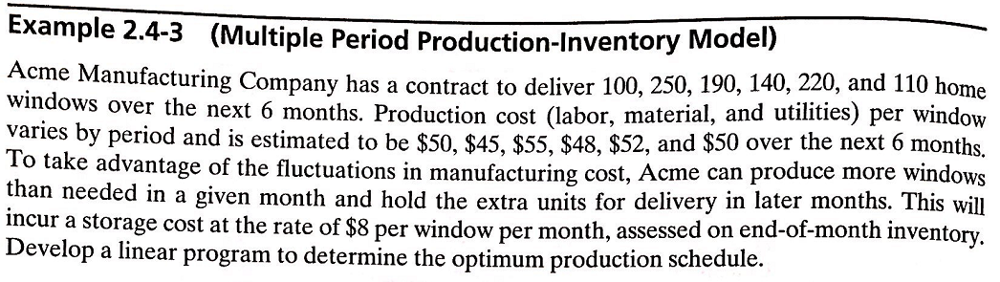 Example 2.4-3 (Multiple Period Production-Inventory Model)
Acme Manufacturing Company has a contract to deliver 100, 250, 190, 140, 220, and 110 home
windows over the next 6 months. Production cost (labor, material, and utilities) per window
varies by period and is estimated to be $50, $45, $55, $48, $52, and $50 over the next 6 months.
To take advantage of the fluctuations in manufacturing cost, Acme can produce more windows
than needed in a given month and hold the extra units for delivery in later months. This will
incur a storage cost at the rate of $8 per window per month, assessed on end-of-month inventory.
Develop a linear program to determine the optimum production schedule.